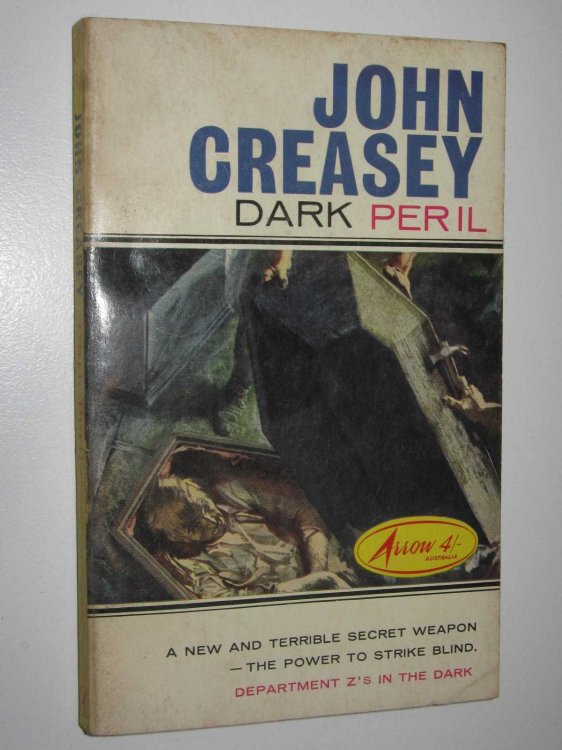 JOHN
CREASEY
DARK PERIL
Arrow 4/-
AUSTRALIA
A NEW AND TERRIBLE SECRET WEAPON
— THE POWER TO STRIKE BLIND.
DEPARTMENT Z's IN THE DARK
JOHN CREASEY